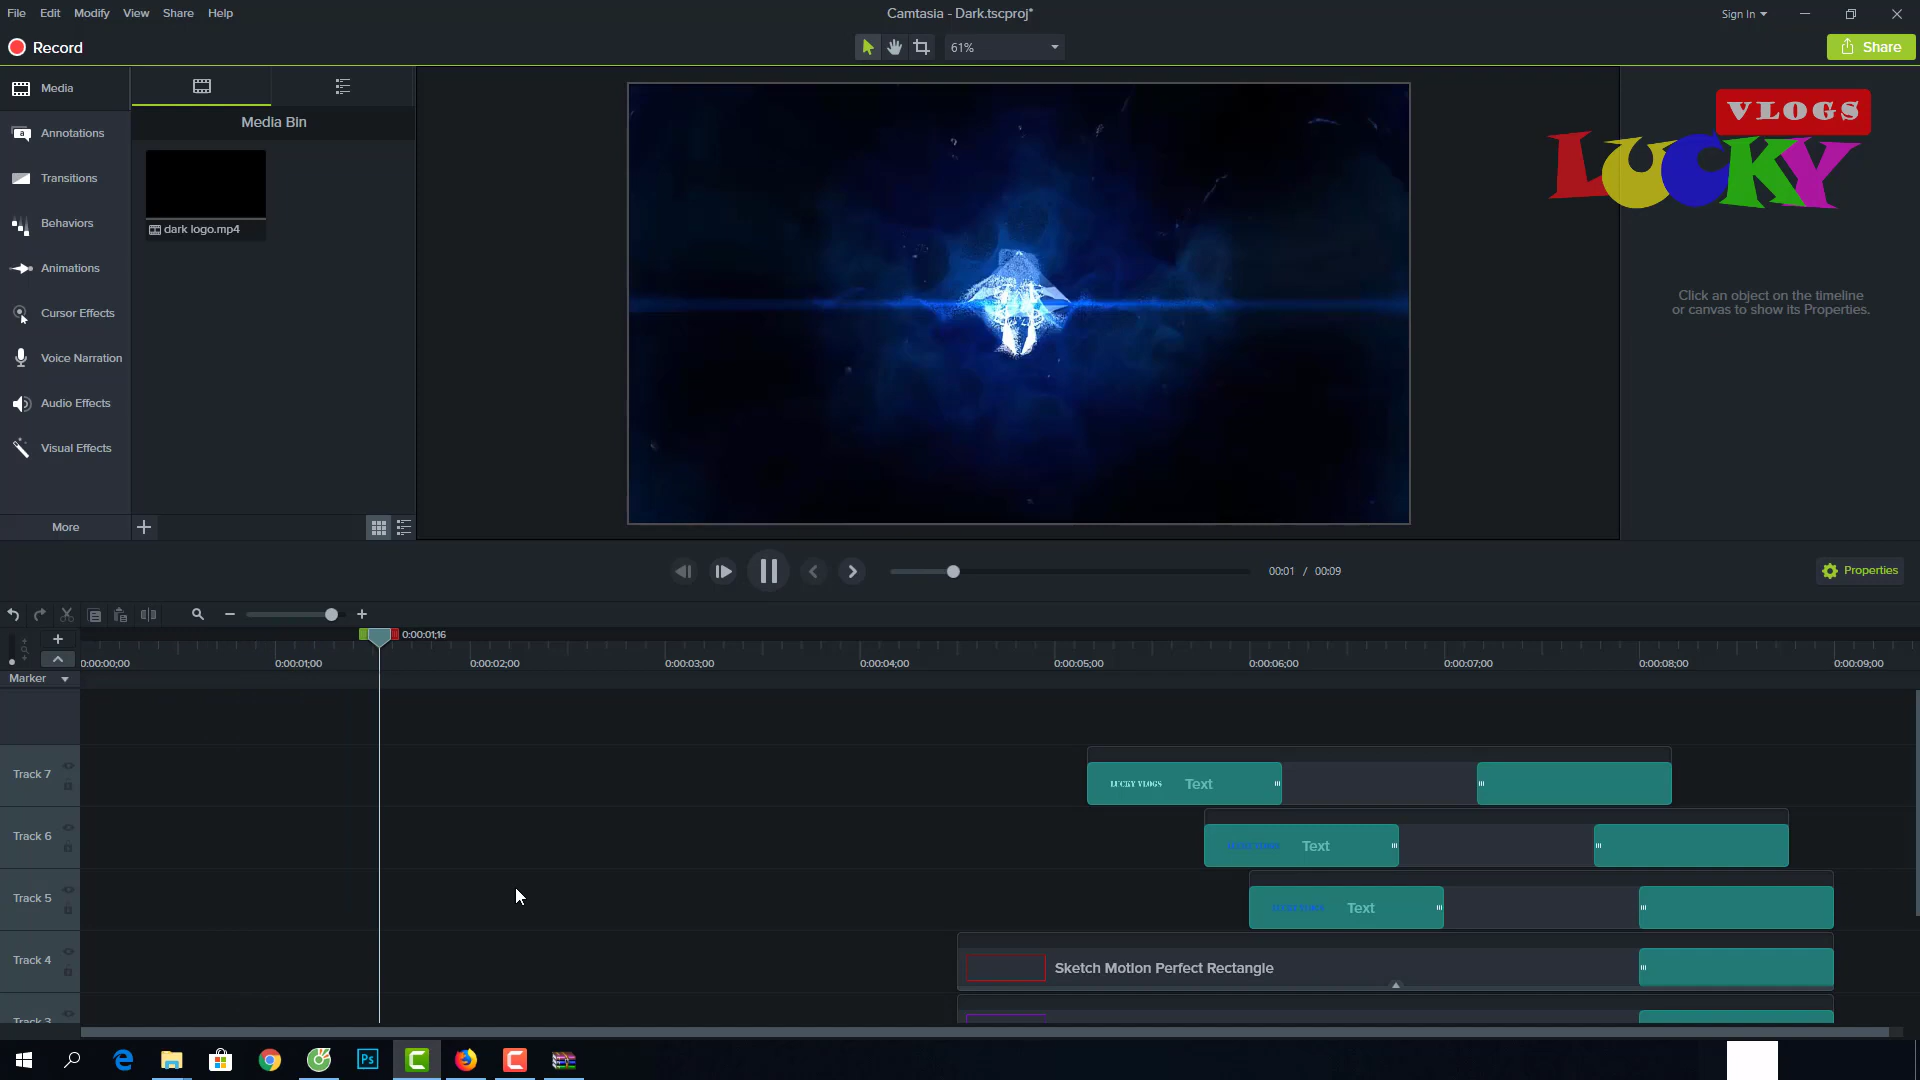 File Edit Modify View Share Help
Camtasia - Dark.tscproj*
Sign In
Record
61%
Share
Media
Annotations
Transitions
Behaviors
Animations
Cursor Effects
Voice Narration
Audio Effects
Visual Effects
More
Media Bin
dark logo.mp4
VLOGS
LUCKY
Click an object on the timeline
or canvas to show its Properties.
00:01 / 00:09
Properties
0:00:01;16
0:00:00;00 0:00:01;00 0:00:02;00 0:00:03;00 0:00:04;00 0:00:05;00 0:00:06;00 0:00:07;00 0:00:08;00 0:00:09;00
Marker
Track 7
LUCKY VLOGS Text
Track 6
Text
Track 5
Text
Track 4
Sketch Motion Perfect Rectangle
Track 3
Ps